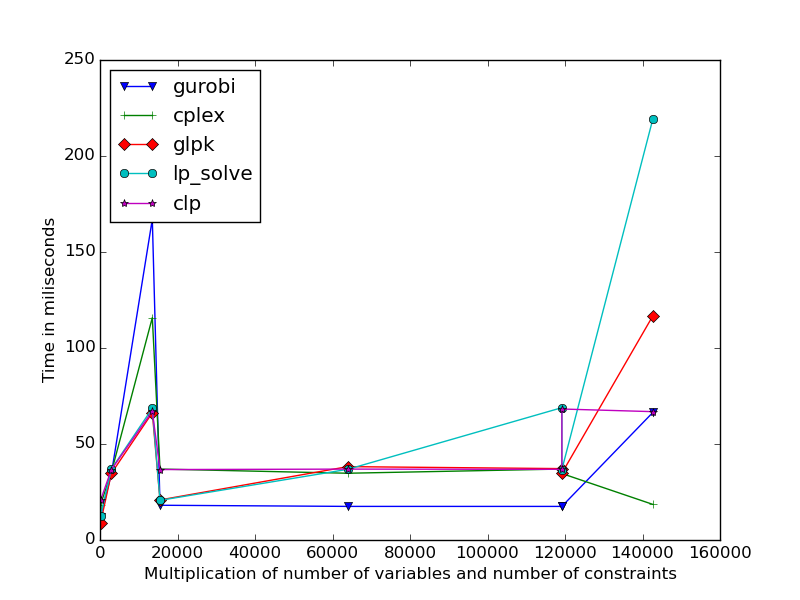 250
200
150
100
50
0
Time in miliseconds
gurobi
cplex
glpk
lp_solve
clp
0 20000 40000 60000 80000 100000 120000 140000 160000
Multiplication of number of variables and number of constraints